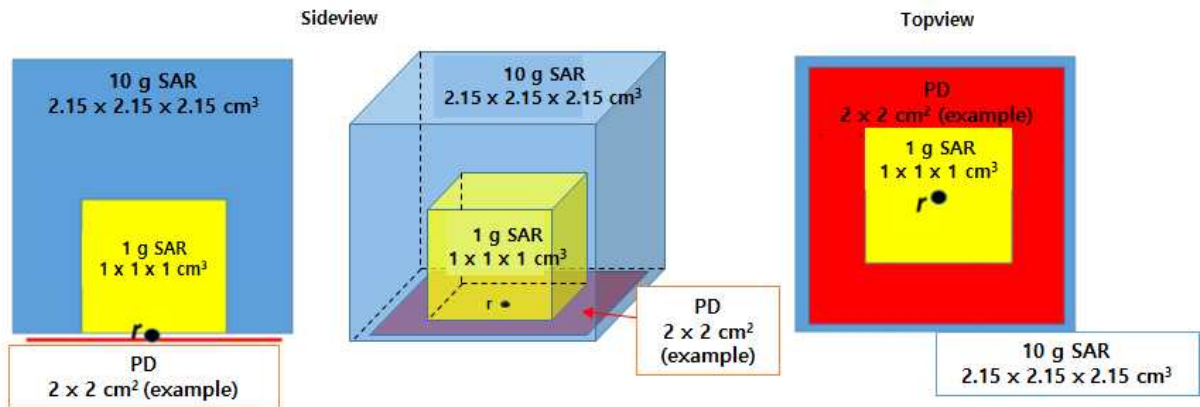 Sideview
Topview
10 g SAR
2.15 x 2.15 x 2.15 cm³
1 g SAR
1 x 1 x 1 cm³
r
PD
2 x 2 cm² (example)
10 g SAR
2.15 x 2.15 x 2.15 cm³
1 g SAR
1 x 1 x 1 cm³
r
PD
2 x 2 cm²
(example)
PD
2 x 2 cm² (example)
1 g SAR
1 x 1 x 1 cm³
r
10 g SAR
2.15 x 2.15 x 2.15 cm³